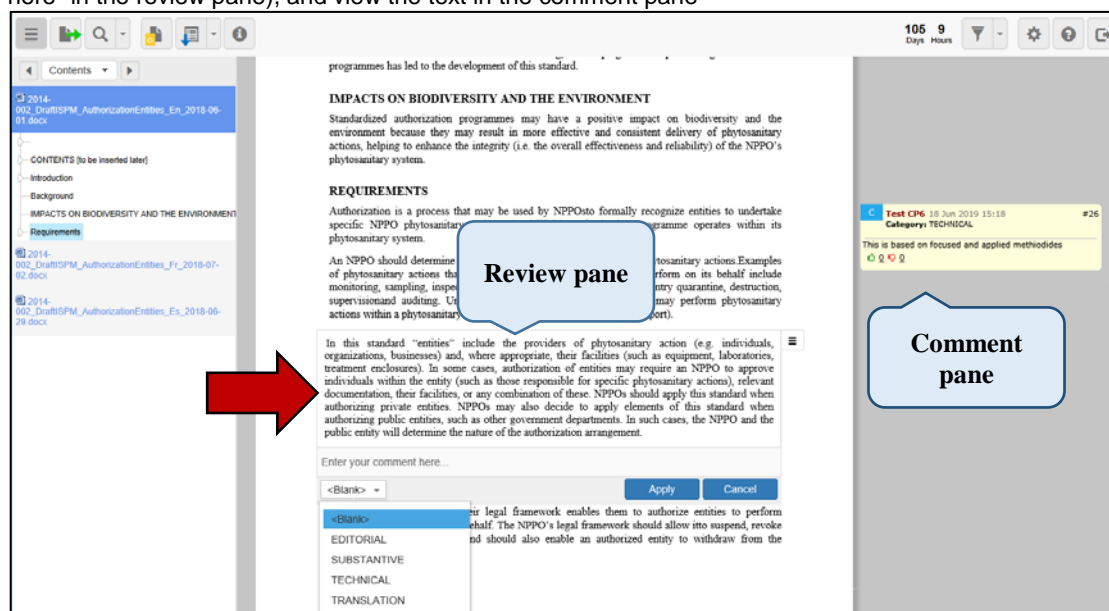 here" in the review pane), and view the text in the comment pane
105 9
Days Hours
Contents
2014-
002_DraftISPM_AuthorizationEntities_En_2018-06-
01.docx
CONTENTS [to be inserted later]
Introduction
Background
IMPACTS ON BIODIVERSITY AND THE ENVIRONMENT
Requirements
2014-
002_DraftISPM_AuthorizationEntities_Fr_2018-07-
02.docx
2014-
002_DraftISPM_AuthorizationEntities_Es_2018-06-
29.docx
programmes has led to the development of this standard.
IMPACTS ON BIODIVERSITY AND THE ENVIRONMENT
Standardized authorization programmes may have a positive impact on biodiversity and the
environment because they may result in more effective and consistent delivery of phytosanitary
actions, helping to enhance the integrity (i.e. the overall effectiveness and reliability) of the NPPO's
phytosanitary system.
REQUIREMENTS
Authorization is a process that may be used by NPPOsto formally recognize entities to undertake
specific NPPO phytosanitary operates within its
phytosanitary system.
An NPPO should determine phytosanitary actions.Examples
of phytosanitary actions perform on its behalf include
monitoring, sampling, entry quarantine, destruction,
supervisionand auditing. may perform phytosanitary
actions within a phytosanitary
Review pane
In this standard "entities" include the providers of phytosanitary action (e.g. individuals,
organizations, businesses) and, where appropriate, their facilities (such as equipment, laboratories,
treatment enclosures). In some cases, authorization of entities may require an NPPO to approve
individuals within the entity (such as those responsible for specific phytosanitary actions), relevant
documentation, their facilities, or any combination of these. NPPOs should apply this standard when
authorizing private entities. NPPOs may also decide to apply elements of this standard when
authorizing public entities, such as other government departments. In such cases, the NPPO and the
public entity will determine the nature of the authorization arrangement.
Enter your comment here...
<Blank>
Apply Cancel
<Blank>
EDITORIAL
SUBSTANTIVE
TECHNICAL
TRANSLATION
legal framework enables them to authorize entities to perform
The NPPO's legal framework should allow itto suspend, revoke
should also enable an authorized entity to withdraw from the
C Test CP6 18 Jun 2019 15:18 #26
Category: TECHNICAL
This is based on focused and applied methiodides
0 0
Comment
pane